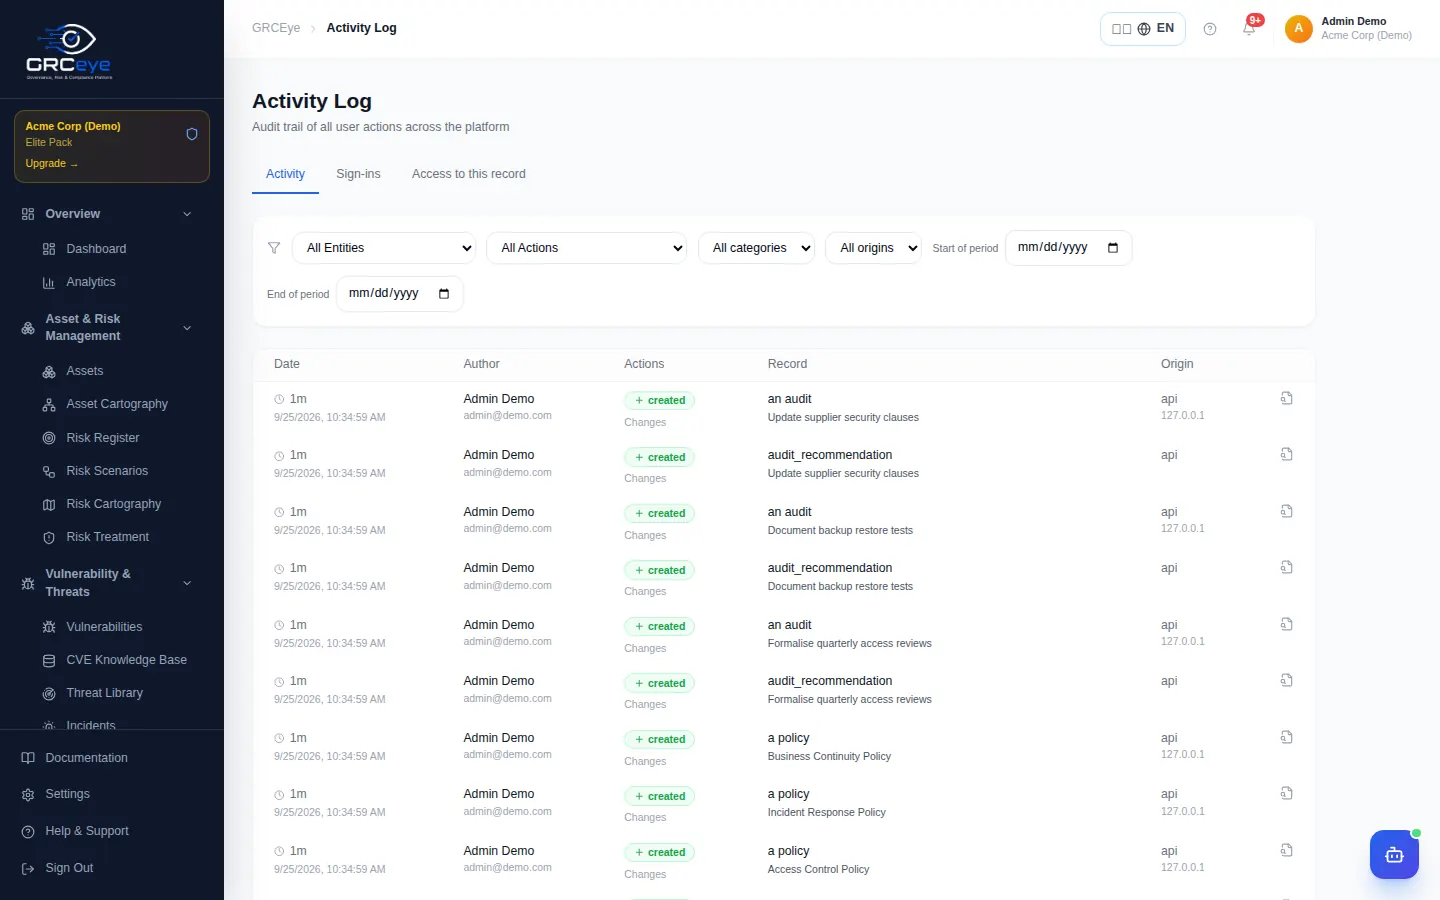 GRCeye
Governance, Risk & Compliance Platform
Acme Corp (Demo)
Elite Pack
Upgrade →
Overview
Dashboard
Analytics
Asset & Risk
Management
Assets
Asset Cartography
Risk Register
Risk Scenarios
Risk Cartography
Risk Treatment
Vulnerability &
Threats
Vulnerabilities
CVE Knowledge Base
Threat Library
Incidents
Documentation
Settings
Help & Support
Sign Out
GRCEye > Activity Log
EN
9+
A
Admin Demo
Acme Corp (Demo)
Activity Log
Audit trail of all user actions across the platform
Activity Sign-ins Access to this record
All Entities All Actions All categories All origins Start of period mm/dd/yyyy
End of period mm/dd/yyyy
Date Author Actions Record Origin
1m Admin Demo + created an audit api
9/25/2026, 10:34:59 AM admin@demo.com Changes Update supplier security clauses 127.0.0.1
1m Admin Demo + created audit_recommendation api
9/25/2026, 10:34:59 AM admin@demo.com Changes Update supplier security clauses
1m Admin Demo + created an audit api
9/25/2026, 10:34:59 AM admin@demo.com Changes Document backup restore tests 127.0.0.1
1m Admin Demo + created audit_recommendation api
9/25/2026, 10:34:59 AM admin@demo.com Changes Document backup restore tests
1m Admin Demo + created an audit api
9/25/2026, 10:34:59 AM admin@demo.com Changes Formalise quarterly access reviews 127.0.0.1
1m Admin Demo + created audit_recommendation api
9/25/2026, 10:34:59 AM admin@demo.com Changes Formalise quarterly access reviews
1m Admin Demo + created a policy api
9/25/2026, 10:34:59 AM admin@demo.com Changes Business Continuity Policy 127.0.0.1
1m Admin Demo + created a policy api
9/25/2026, 10:34:59 AM admin@demo.com Changes Incident Response Policy 127.0.0.1
1m Admin Demo + created a policy api
9/25/2026, 10:34:59 AM admin@demo.com Changes Access Control Policy 127.0.0.1